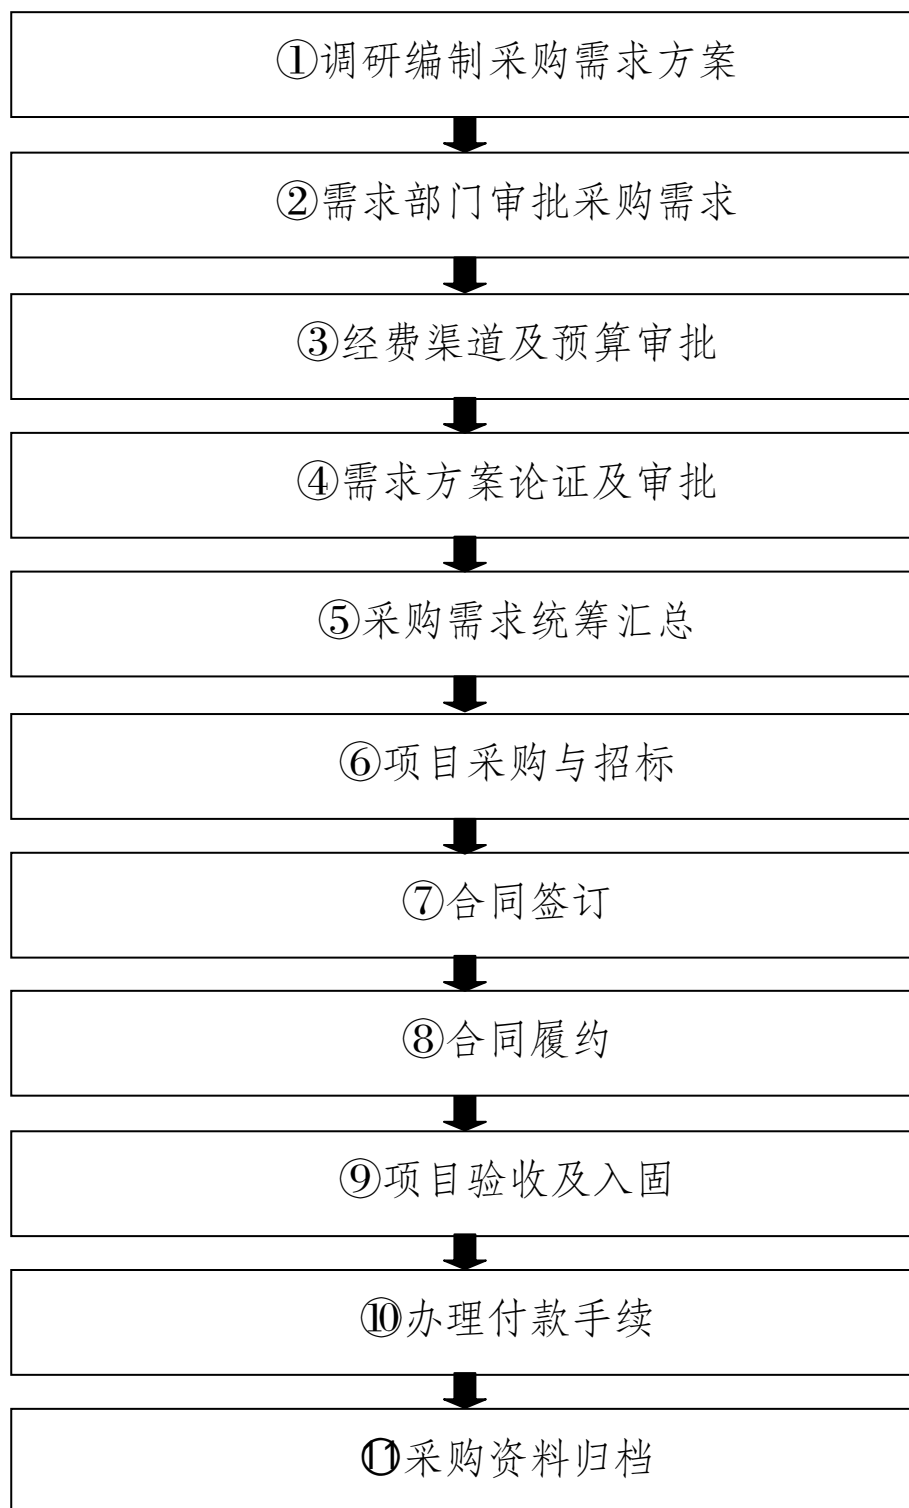 ①调研编制采购需求方案
②需求部门审批采购需求
③经费渠道及预算审批
④需求方案论证及审批
⑤采购需求统筹汇总
⑥项目采购与招标
⑦合同签订
⑧合同履约
⑨项目验收及入固
⑩办理付款手续
⑪采购资料归档